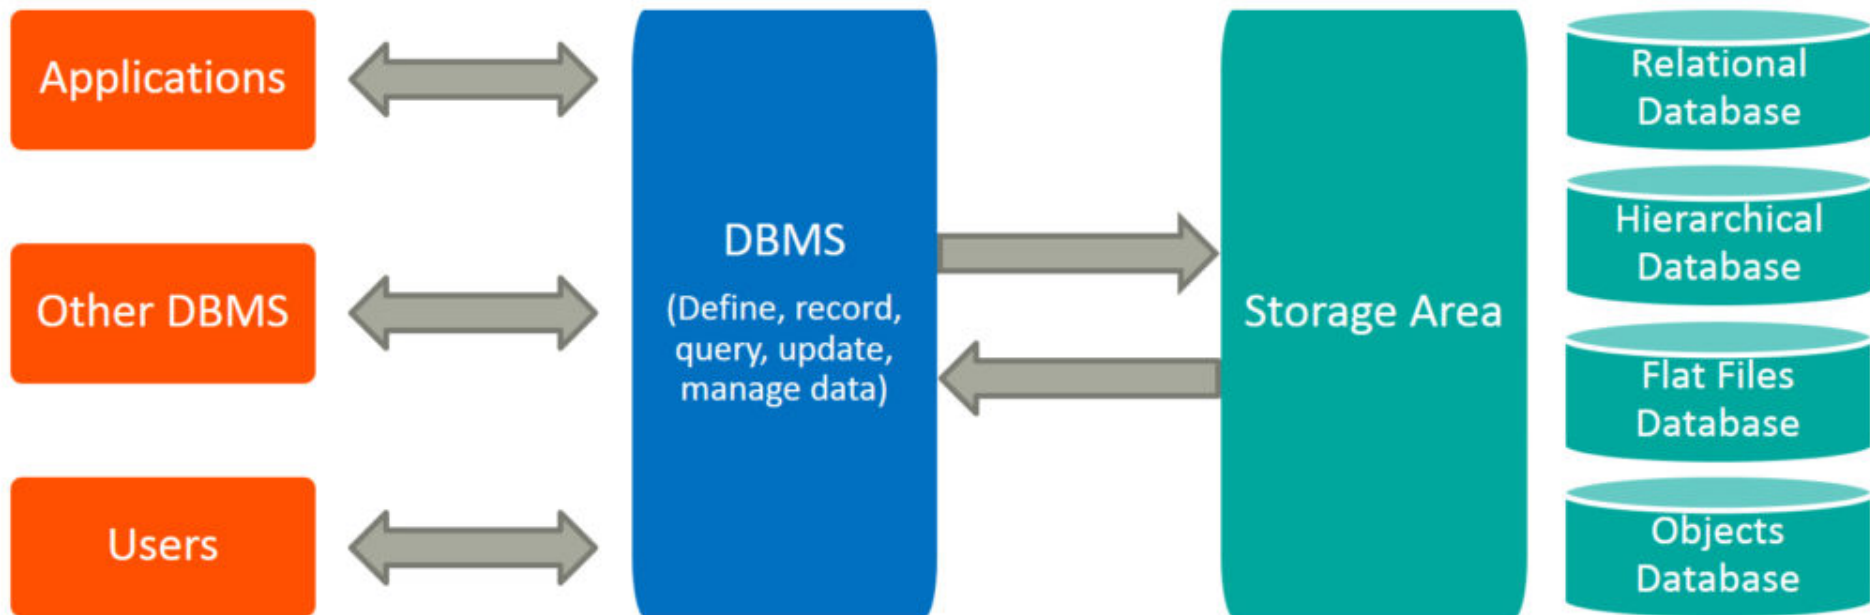 Applications
Other DBMS
Users
DBMS
(Define, record,
query, update,
manage data)
Storage Area
Relational
Database
Hierarchical
Database
Flat Files
Database
Objects
Database